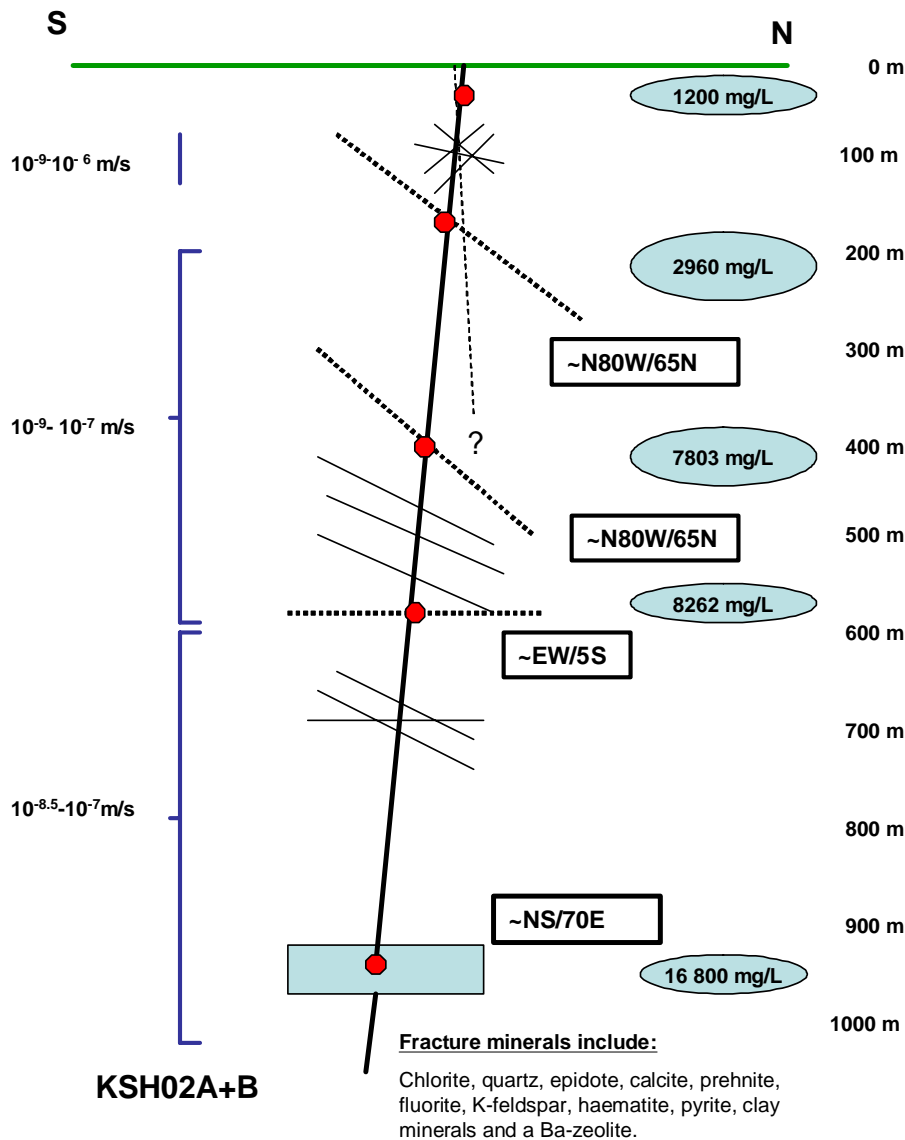 S
N
0 m
1200 mg/L
10-9-10- 6 m/s
100 m
200 m
2960 mg/L
300 m
~N80W/65N
10-9- 10-7 m/s
?
400 m
7803 mg/L
~N80W/65N
500 m
8262 mg/L
600 m
~EW/5S
700 m
10-8.5-10-7m/s
800 m
~NS/70E
900 m
16 800 mg/L
1000 m
Fracture minerals include:
KSH02A+B
Chlorite, quartz, epidote, calcite, prehnite,
fluorite, K-feldspar, haematite, pyrite, clay
minerals and a Ba-zeolite.